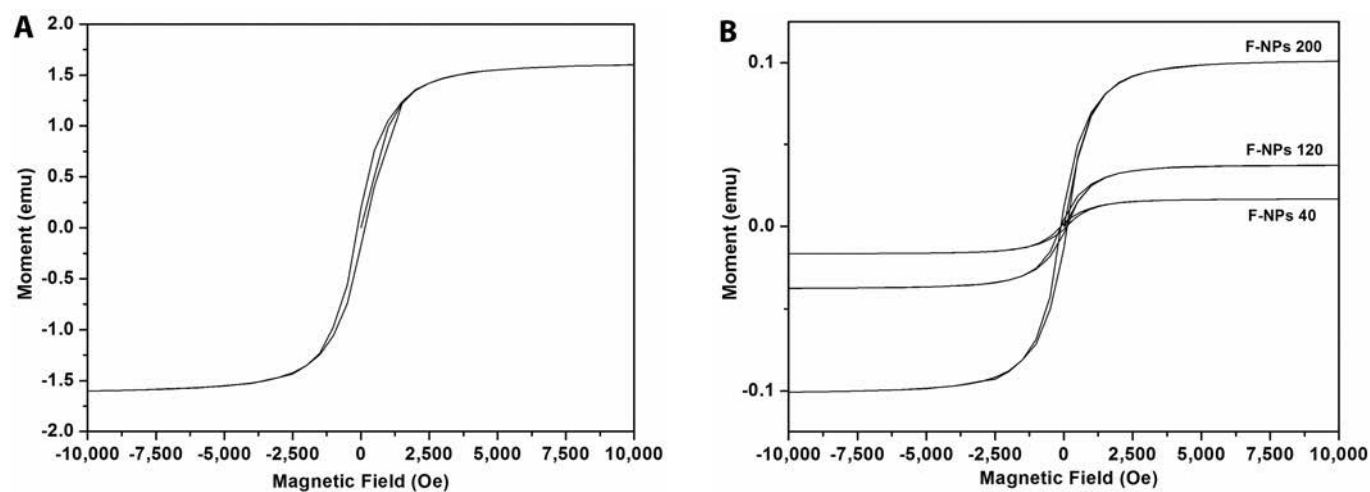 A
2.0
1.5
1.0
0.5
0.0
-0.5
-1.0
-1.5
-2.0
Moment (emu)
-10,000 -7,500 -5,000 -2,500 0 2,500 5,000 7,500 10,000
Magnetic Field (Oe)
B
F-NPs 200
F-NPs 120
F-NPs 40
0.1
0.0
-0.1
Moment (emu)
-10,000 -7,500 -5,000 -2,500 0 2,500 5,000 7,500 10,000
Magnetic Field (Oe)